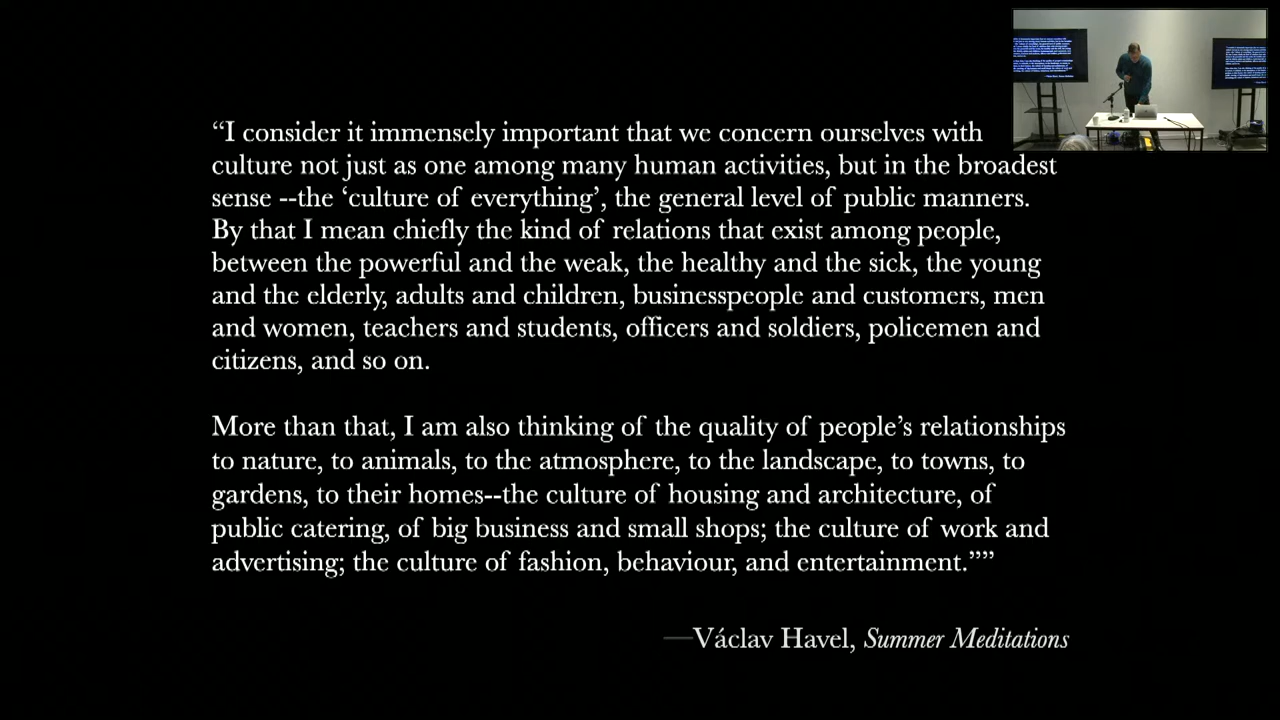 “I consider it immensely important that we concern ourselves with
culture not just as one among many human activities, but in the broadest
sense --the ‘culture of everything’, the general level of public manners.
By that I mean chiefly the kind of relations that exist among people,
between the powerful and the weak, the healthy and the sick, the young
and the elderly, adults and children, businesspeople and customers, men
and women, teachers and students, officers and soldiers, policemen and
citizens, and so on.
More than that, I am also thinking of the quality of people’s relationships
to nature, to animals, to the atmosphere, to the landscape, to towns, to
gardens, to their homes--the culture of housing and architecture, of
public catering, of big business and small shops; the culture of work and
advertising; the culture of fashion, behaviour, and entertainment.””
—Václav Havel, Summer Meditations